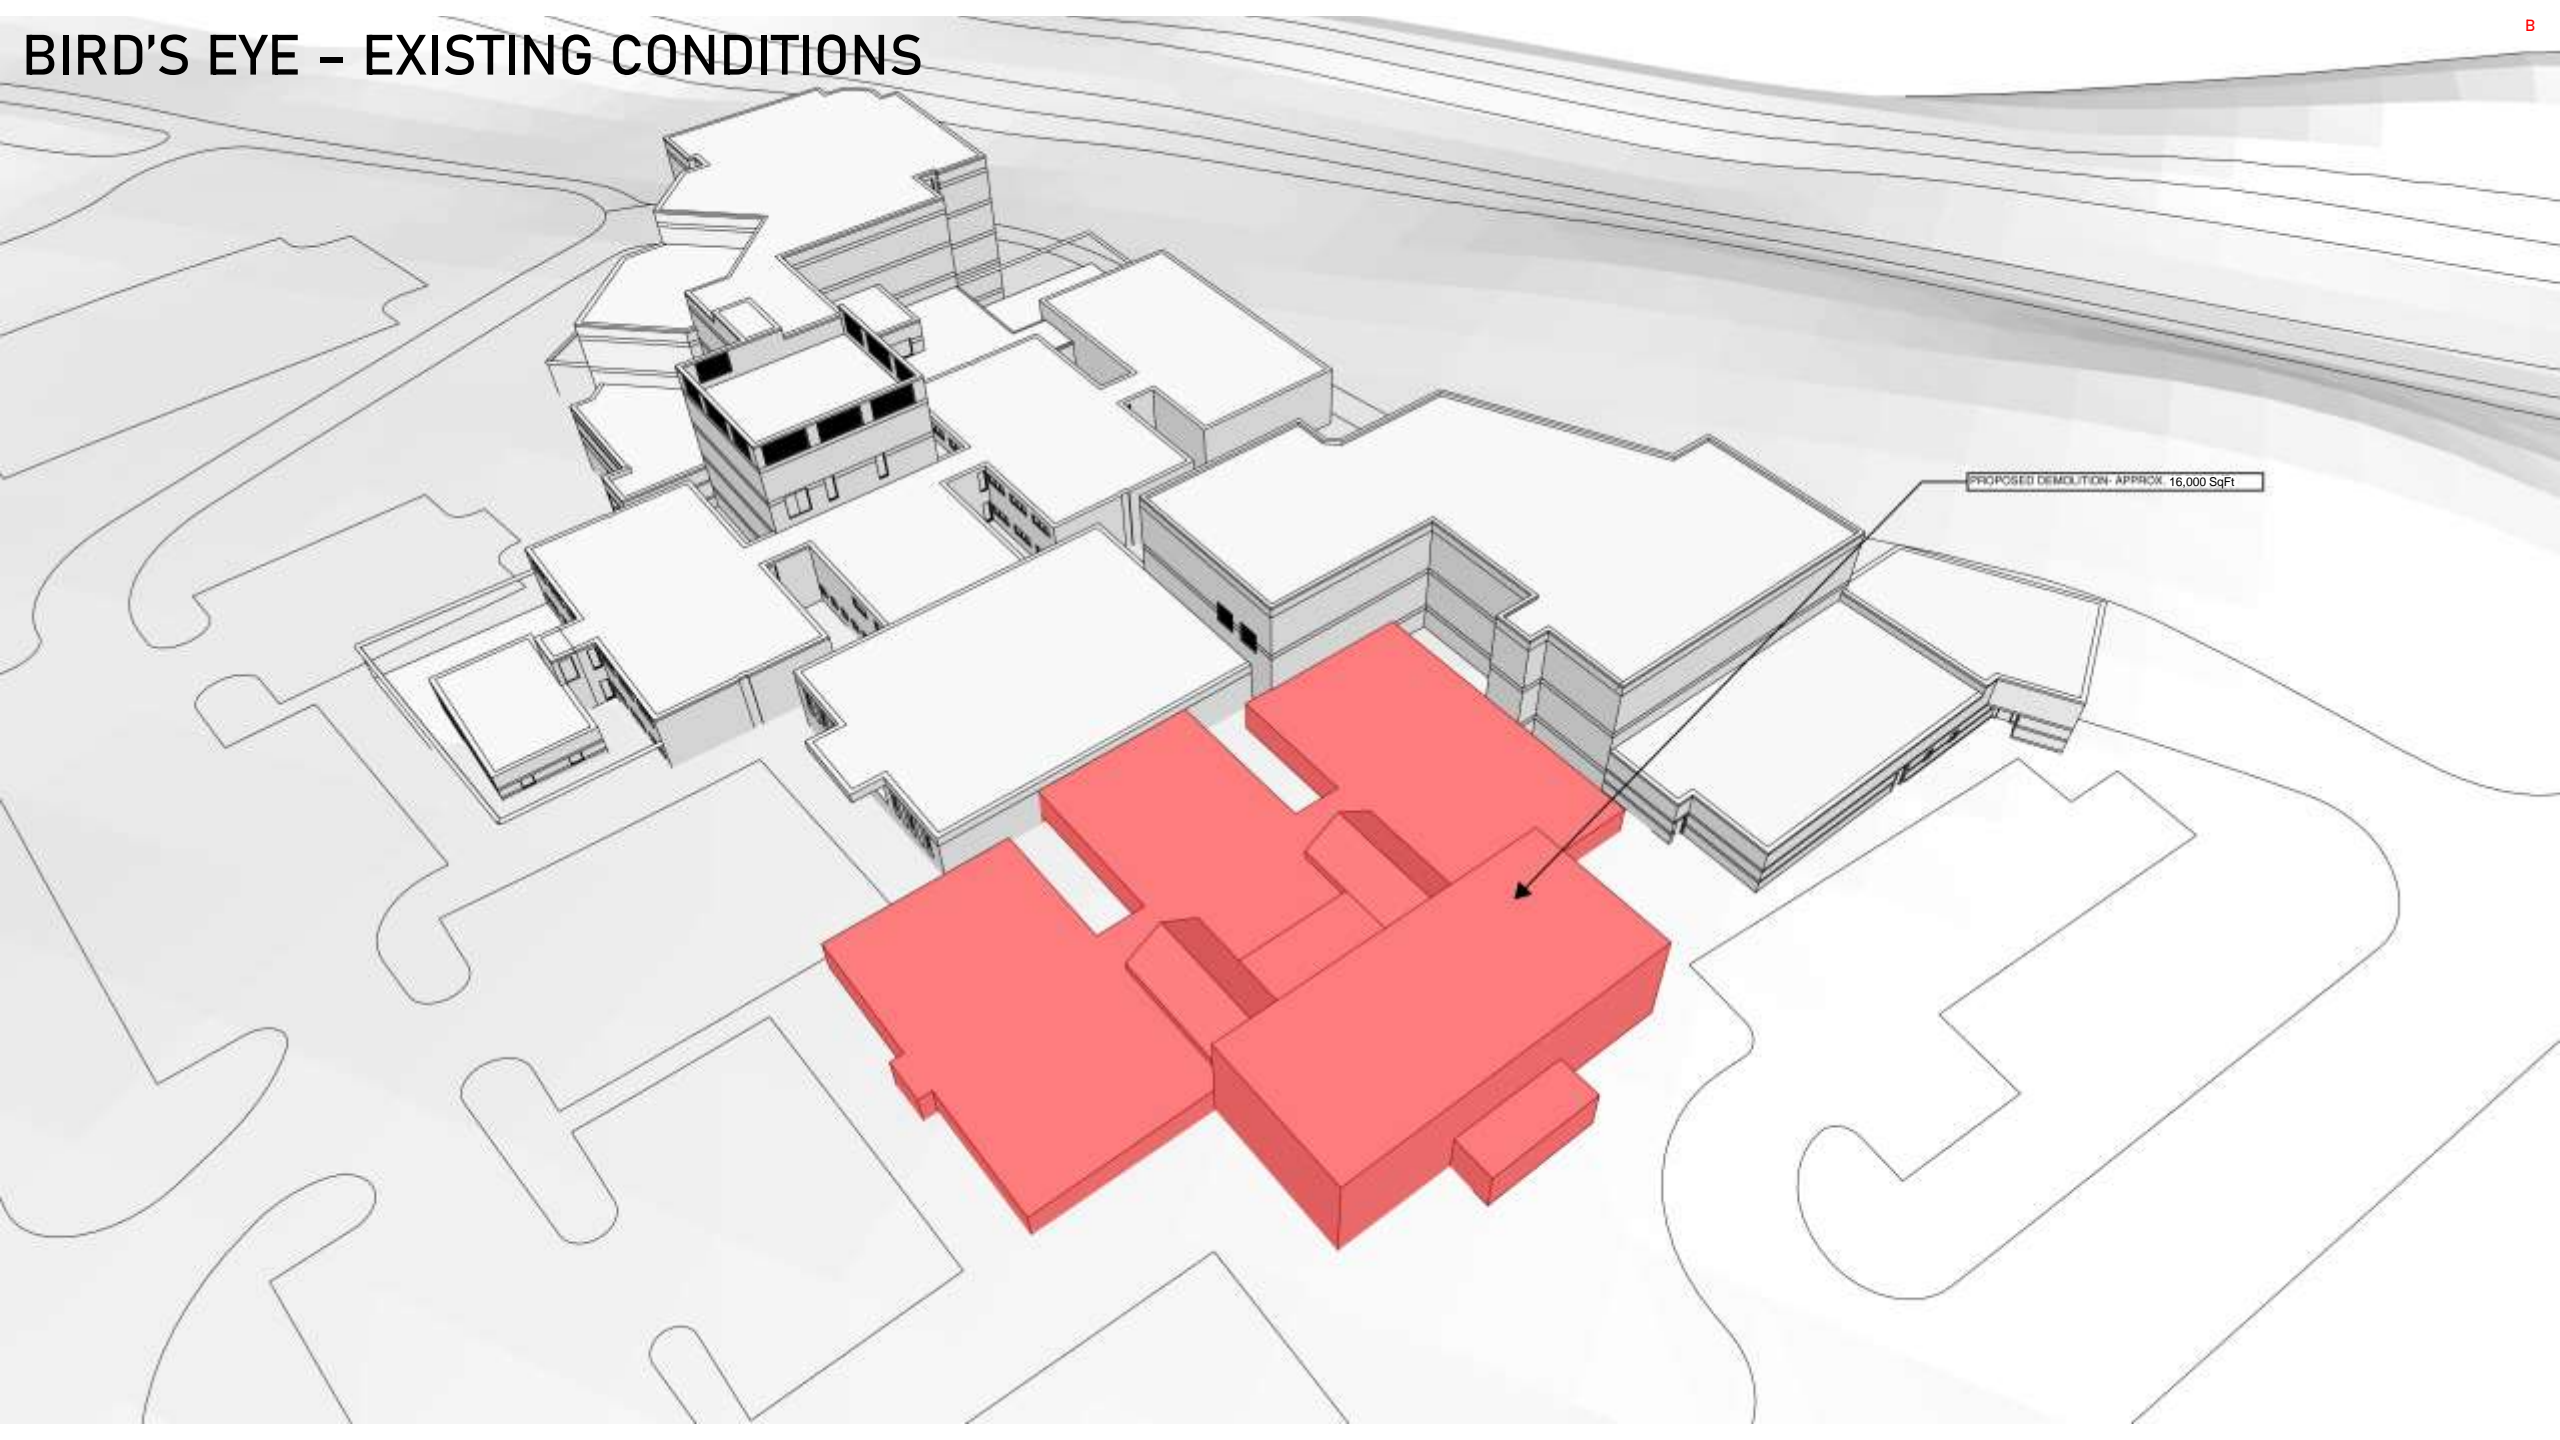 B
BIRD'S EYE – EXISTING CONDITIONS
PROPOSED DEMOLITION- APPROX. 16,000 SqFt